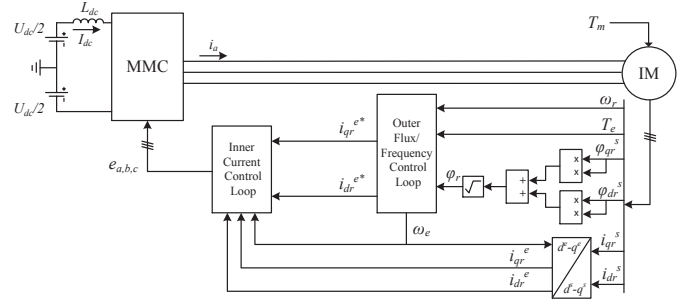 L_dc
U_dc/2
I_dc
MMC
i_a
T_m
IM
U_dc/2
ω_r
Outer
Flux/
Frequency
Control
Loop
i_qr^e*
T_e
Inner
Current
Control
Loop
φ_qr^s
x
x
e_a,b,c
i_dr^e*
φ_r
√
+
+
φ_dr^s
x
x
ω_e
i_qr^e
d^e-q^e
i_qr^s
i_dr^e
d^s-q^s
i_dr^s